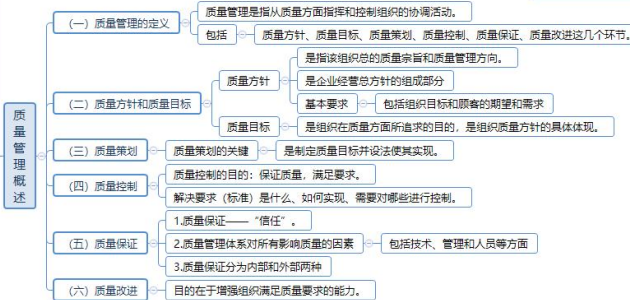 质量管理概述
（一）质量管理的定义
质量管理是指从质量方面指挥和控制组织的协调活动。
包括
质量方针、质量目标、质量策划、质量控制、质量保证、质量改进这几个环节。
（二）质量方针和质量目标
质量方针
是指该组织总的质量宗旨和质量管理方向。
是企业经营总方针的组成部分
基本要求
包括组织目标和顾客的期望和需求
质量目标
是组织在质量方面所追求的目的，是组织质量方针的具体体现。
（三）质量策划
质量策划的关键
是制定质量目标并设法使其实现。
（四）质量控制
质量控制的目的：保证质量，满足要求。
解决要求（标准）是什么、如何实现、需要对哪些进行控制。
（五）质量保证
1.质量保证——“信任”。
2.质量管理体系对所有影响质量的因素
包括技术、管理和人员等方面
3.质量保证分为内部和外部两种
（六）质量改进
目的在于增强组织满足质量要求的能力。